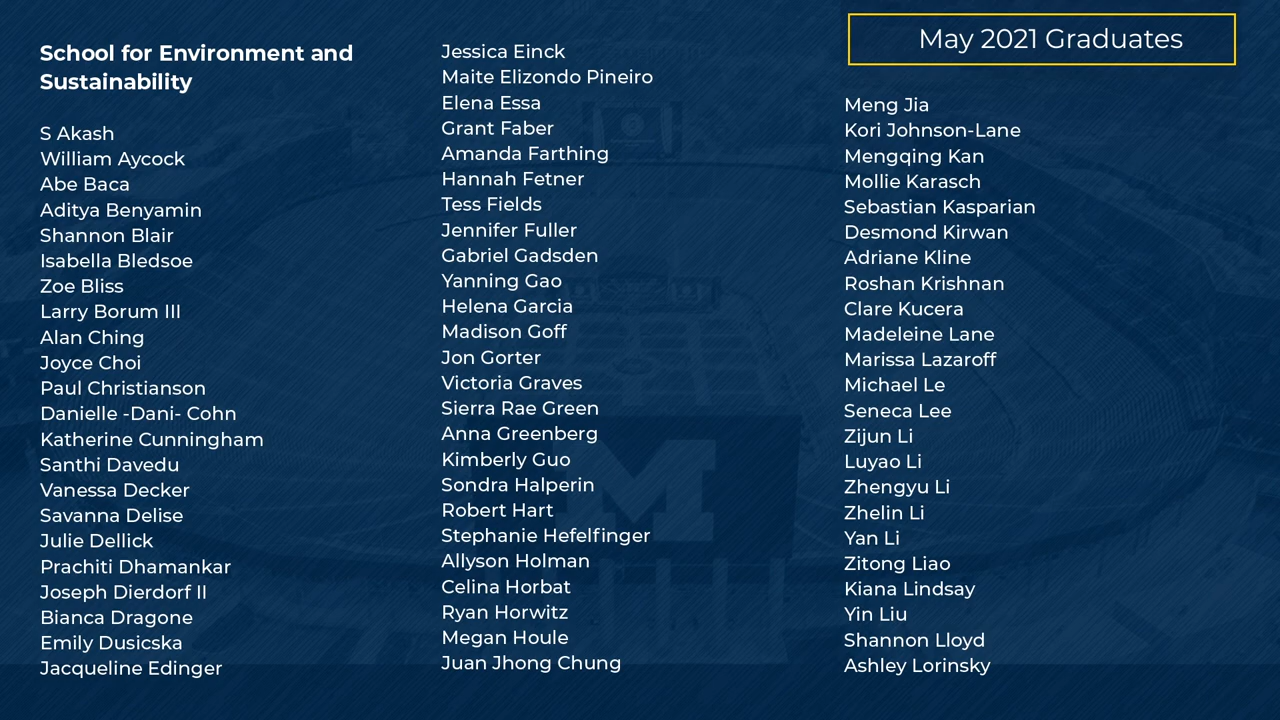 School for Environment and
Sustainability
S Akash
William Aycock
Abe Baca
Aditya Benyamin
Shannon Blair
Isabella Bledsoe
Zoe Bliss
Larry Borum III
Alan Ching
Joyce Choi
Paul Christianson
Danielle -Dani- Cohn
Katherine Cunningham
Santhi Davedu
Vanessa Decker
Savanna Delise
Julie Dellick
Prachiti Dhamankar
Joseph Dierdorf II
Bianca Dragone
Emily Dusicska
Jacqueline Edinger
Jessica Einck
Maite Elizondo Pineiro
Elena Essa
Grant Faber
Amanda Farthing
Hannah Fetner
Tess Fields
Jennifer Fuller
Gabriel Gadsden
Yanning Gao
Helena Garcia
Madison Goff
Jon Gorter
Victoria Graves
Sierra Rae Green
Anna Greenberg
Kimberly Guo
Sondra Halperin
Robert Hart
Stephanie Hefelfinger
Allyson Holman
Celina Horbat
Ryan Horwitz
Megan Houle
Juan Jhong Chung
May 2021 Graduates
Meng Jia
Kori Johnson-Lane
Mengqing Kan
Mollie Karasch
Sebastian Kasparian
Desmond Kirwan
Adriane Kline
Roshan Krishnan
Clare Kucera
Madeleine Lane
Marissa Lazaroff
Michael Le
Seneca Lee
Zijun Li
Luyao Li
Zhengyu Li
Zhelin Li
Yan Li
Zitong Liao
Kiana Lindsay
Yin Liu
Shannon Lloyd
Ashley Lorinsky
M